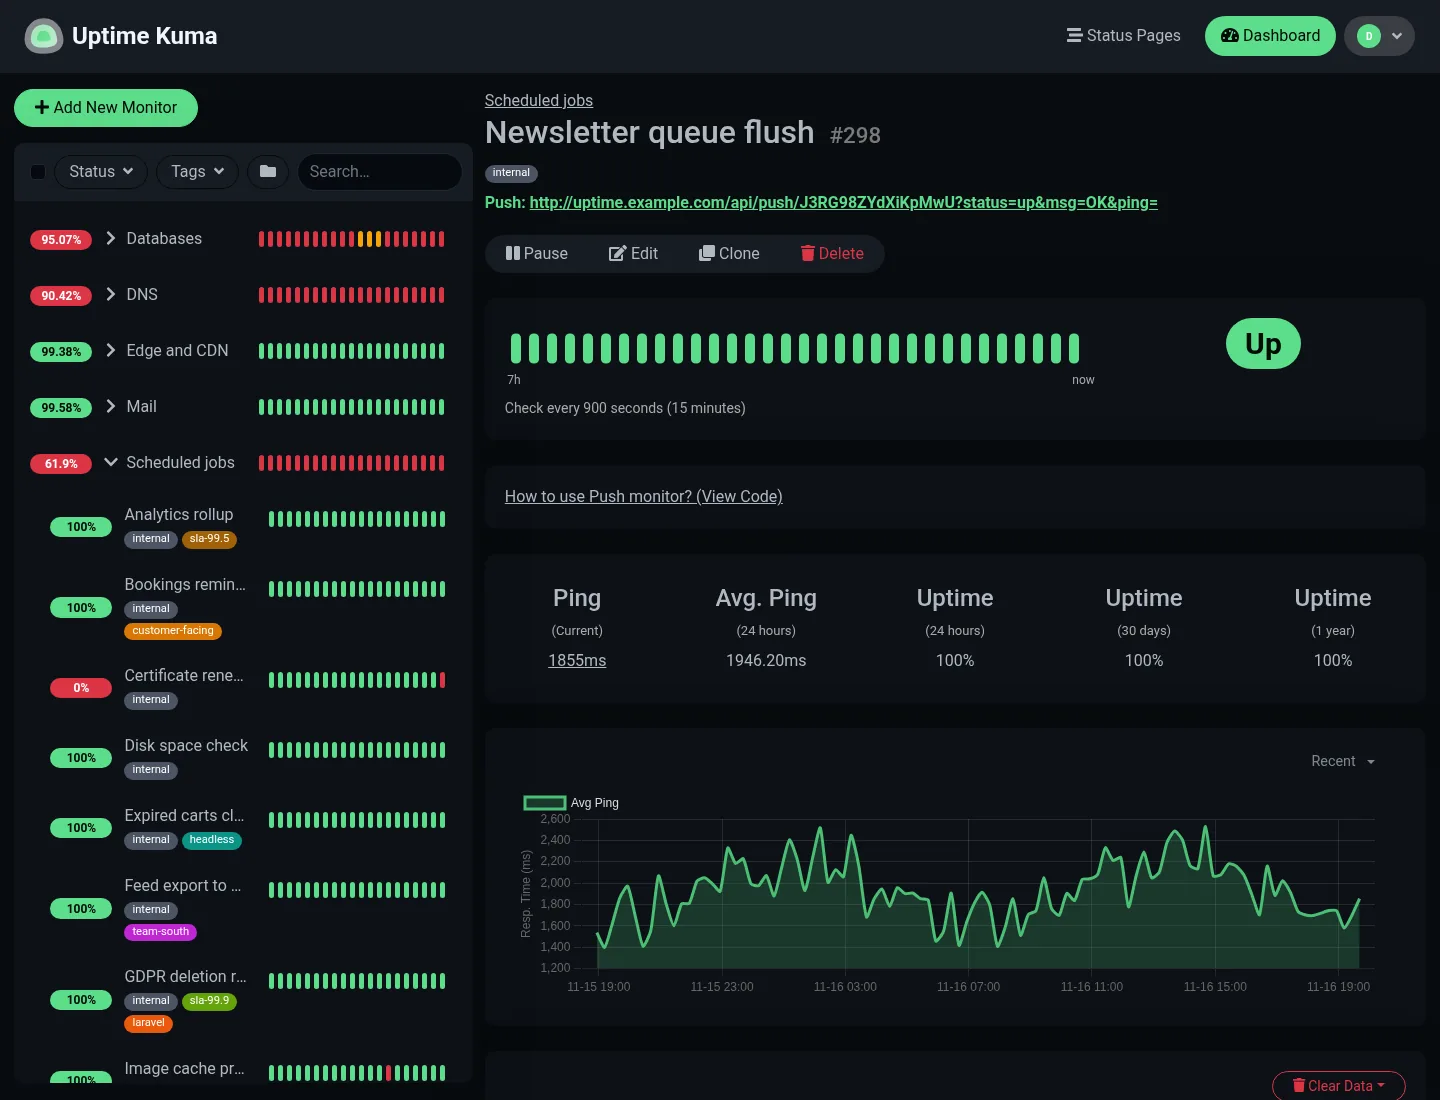 Uptime Kuma
Status Pages
Dashboard
D
Add New Monitor
Status
Tags
Search...
95.07%
Databases
90.42%
DNS
99.38%
Edge and CDN
99.58%
Mail
61.9%
Scheduled jobs
100%
Analytics rollup
internal
sla-99.5
100%
Bookings remin...
internal
customer-facing
0%
Certificate rene...
internal
100%
Disk space check
internal
100%
Expired carts cl...
internal
headless
100%
Feed export to ...
internal
team-south
100%
GDPR deletion r...
internal
sla-99.9
laravel
100%
Image cache pr...
Scheduled jobs
Newsletter queue flush #298
internal
Push: http://uptime.example.com/api/push/J3RG98ZYdXiKpMwU?status=up&msg=OK&ping=
Pause
Edit
Clone
Delete
7h
now
Up
Check every 900 seconds (15 minutes)
How to use Push monitor? (View Code)
Ping
(Current)
1855ms
Avg. Ping
(24 hours)
1946.20ms
Uptime
(24 hours)
100%
Uptime
(30 days)
100%
Uptime
(1 year)
100%
Recent
Avg Ping
Resp. Time (ms)
2,600
2,400
2,200
2,000
1,800
1,600
1,400
1,200
11-15 19:00
11-15 23:00
11-16 03:00
11-16 07:00
11-16 11:00
11-16 15:00
11-16 19:00
Clear Data